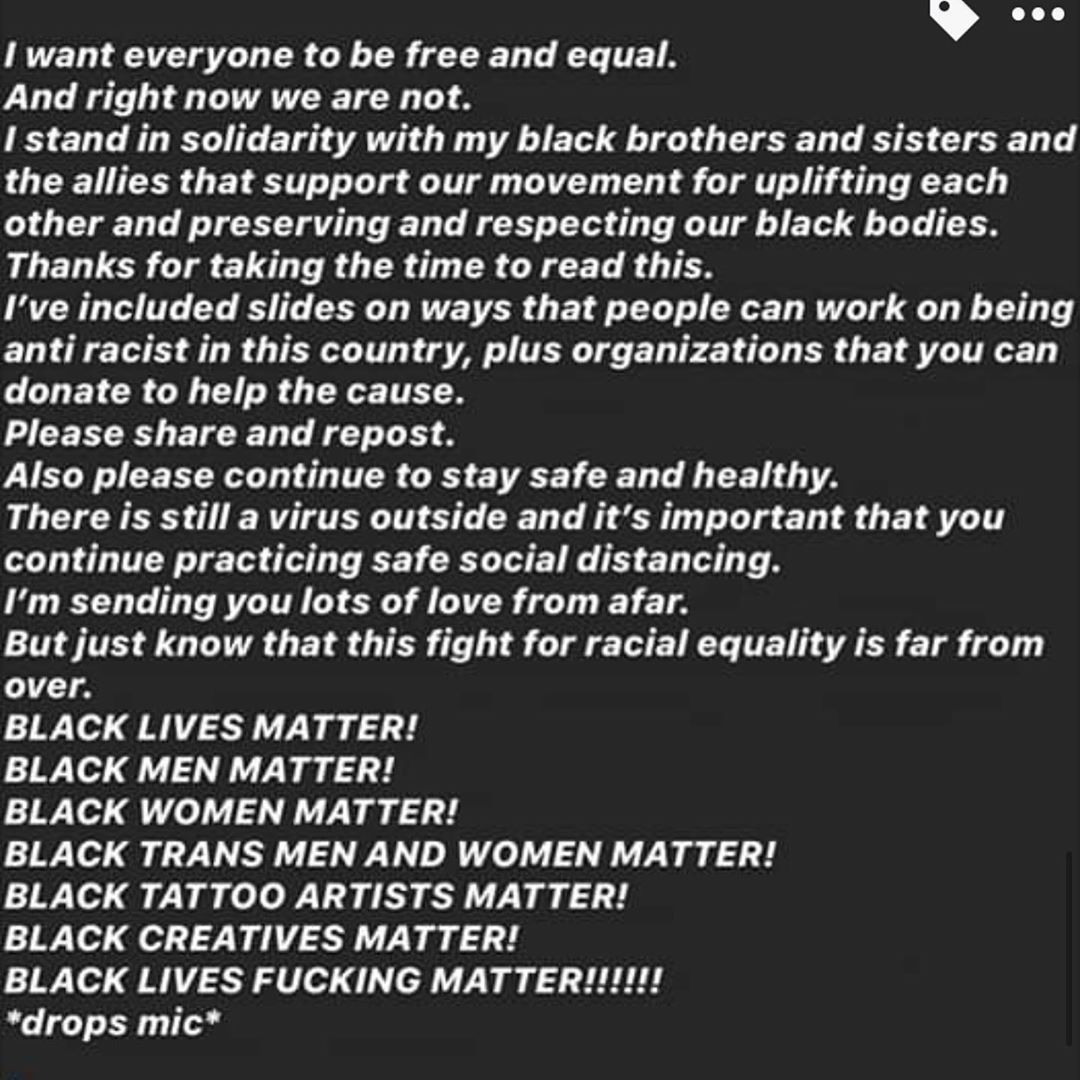 I want everyone to be free and equal.
And right now we are not.
I stand in solidarity with my black brothers and sisters and
the allies that support our movement for uplifting each
other and preserving and respecting our black bodies.
Thanks for taking the time to read this.
I’ve included slides on ways that people can work on being
anti racist in this country, plus organizations that you can
donate to help the cause.
Please share and repost.
Also please continue to stay safe and healthy.
There is still a virus outside and it’s important that you
continue practicing safe social distancing.
I’m sending you lots of love from afar.
But just know that this fight for racial equality is far from
over.
BLACK LIVES MATTER!
BLACK MEN MATTER!
BLACK WOMEN MATTER!
BLACK TRANS MEN AND WOMEN MATTER!
BLACK TATTOO ARTISTS MATTER!
BLACK CREATIVES MATTER!
BLACK LIVES FUCKING MATTER!!!!!!
*drops mic*